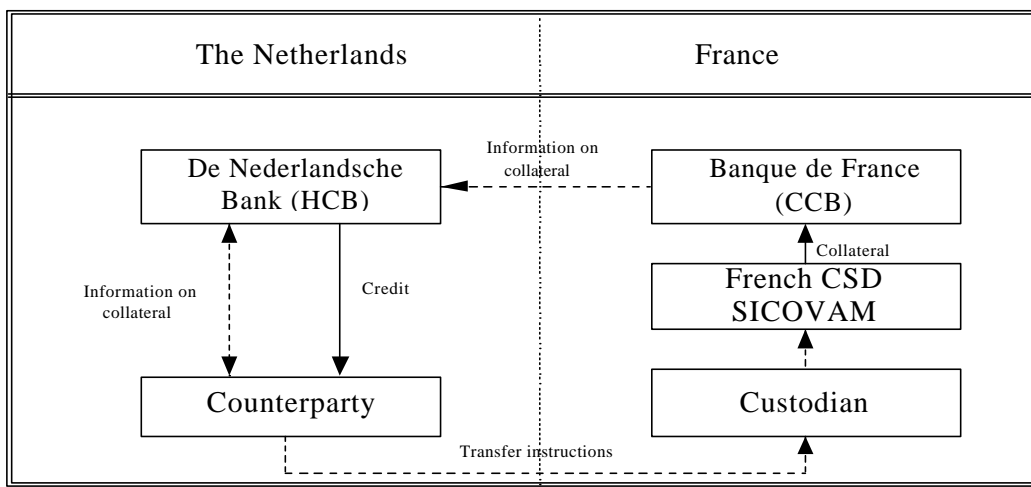 The Netherlands
France
De Nederlandsche
Bank (HCB)
Information on
collateral
Banque de France
(CCB)
Collateral
French CSD
SICOVAM
Information on
collateral
Credit
Counterparty
Custodian
Transfer instructions